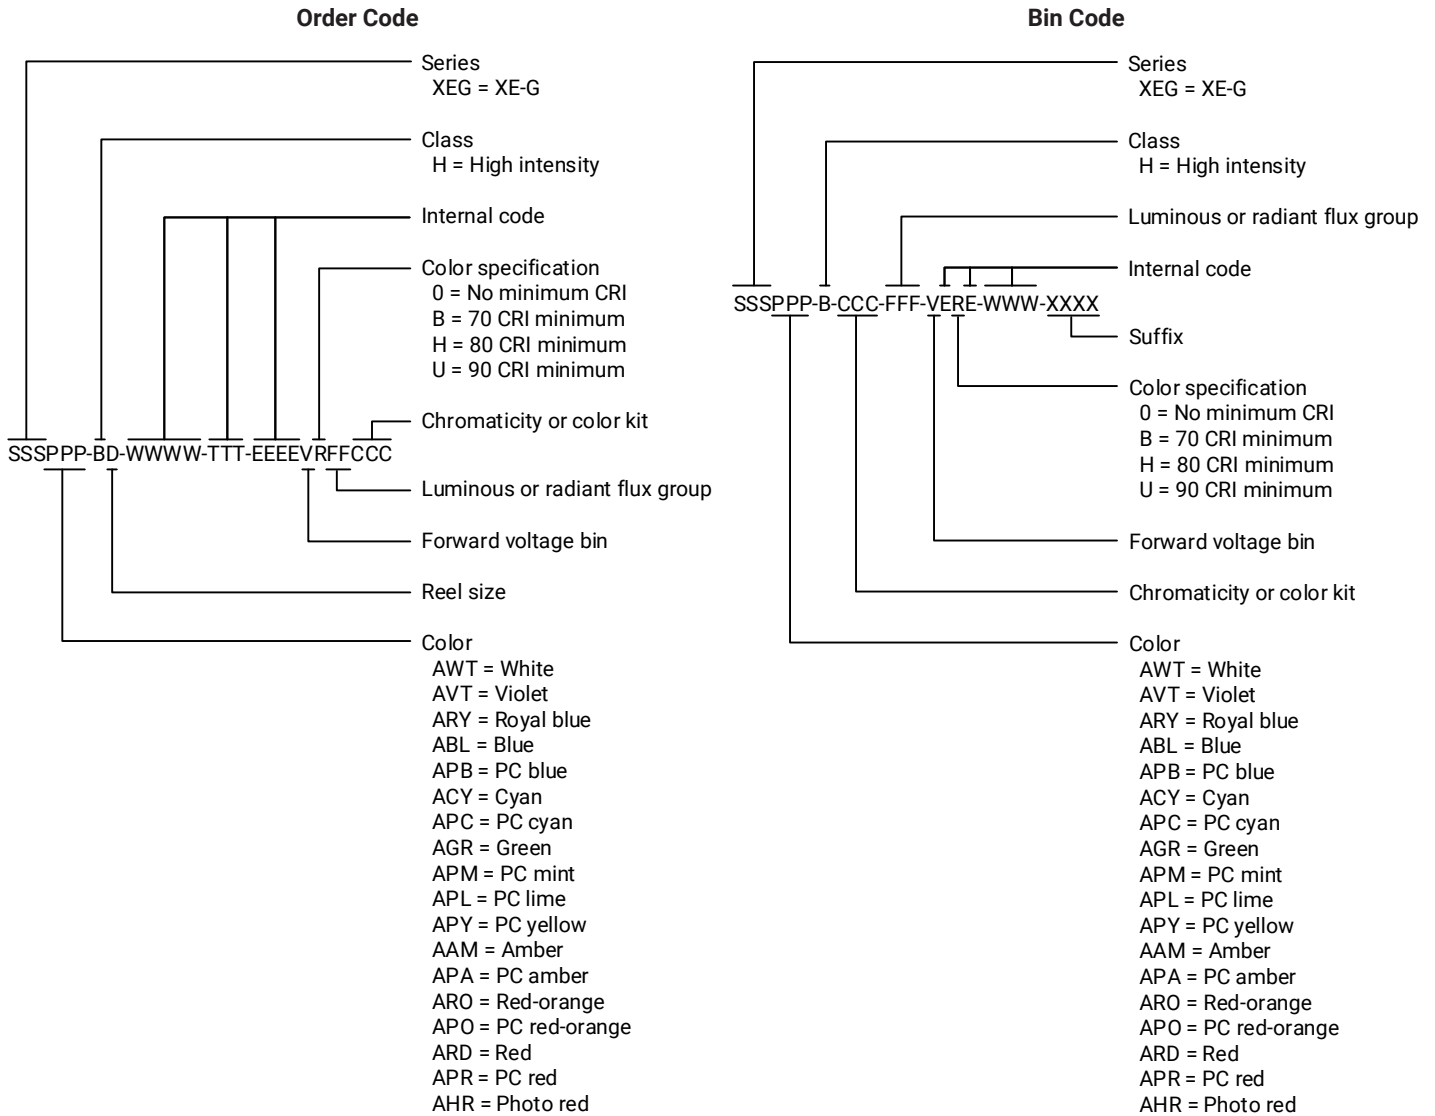 Order Code
Series
XEG = XE-G
Class
H = High intensity
Internal code
Color specification
0 = No minimum CRI
B = 70 CRI minimum
H = 80 CRI minimum
U = 90 CRI minimum
Chromaticity or color kit
SSSPPP-BD-WWWW-TTT-EEEEVRFFCCC
Luminous or radiant flux group
Forward voltage bin
Reel size
Color
AWT = White
AVT = Violet
ARY = Royal blue
ABL = Blue
APB = PC blue
ACY = Cyan
APC = PC cyan
AGR = Green
APM = PC mint
APL = PC lime
APY = PC yellow
AAM = Amber
APA = PC amber
ARO = Red-orange
APO = PC red-orange
ARD = Red
APR = PC red
AHR = Photo red
Bin Code
Series
XEG = XE-G
Class
H = High intensity
Luminous or radiant flux group
Internal code
SSSPPP-B-CCC-FFF-VERE-WWW-XXXX
Suffix
Color specification
0 = No minimum CRI
B = 70 CRI minimum
H = 80 CRI minimum
U = 90 CRI minimum
Forward voltage bin
Chromaticity or color kit
Color
AWT = White
AVT = Violet
ARY = Royal blue
ABL = Blue
APB = PC blue
ACY = Cyan
APC = PC cyan
AGR = Green
APM = PC mint
APL = PC lime
APY = PC yellow
AAM = Amber
APA = PC amber
ARO = Red-orange
APO = PC red-orange
ARD = Red
APR = PC red
AHR = Photo red